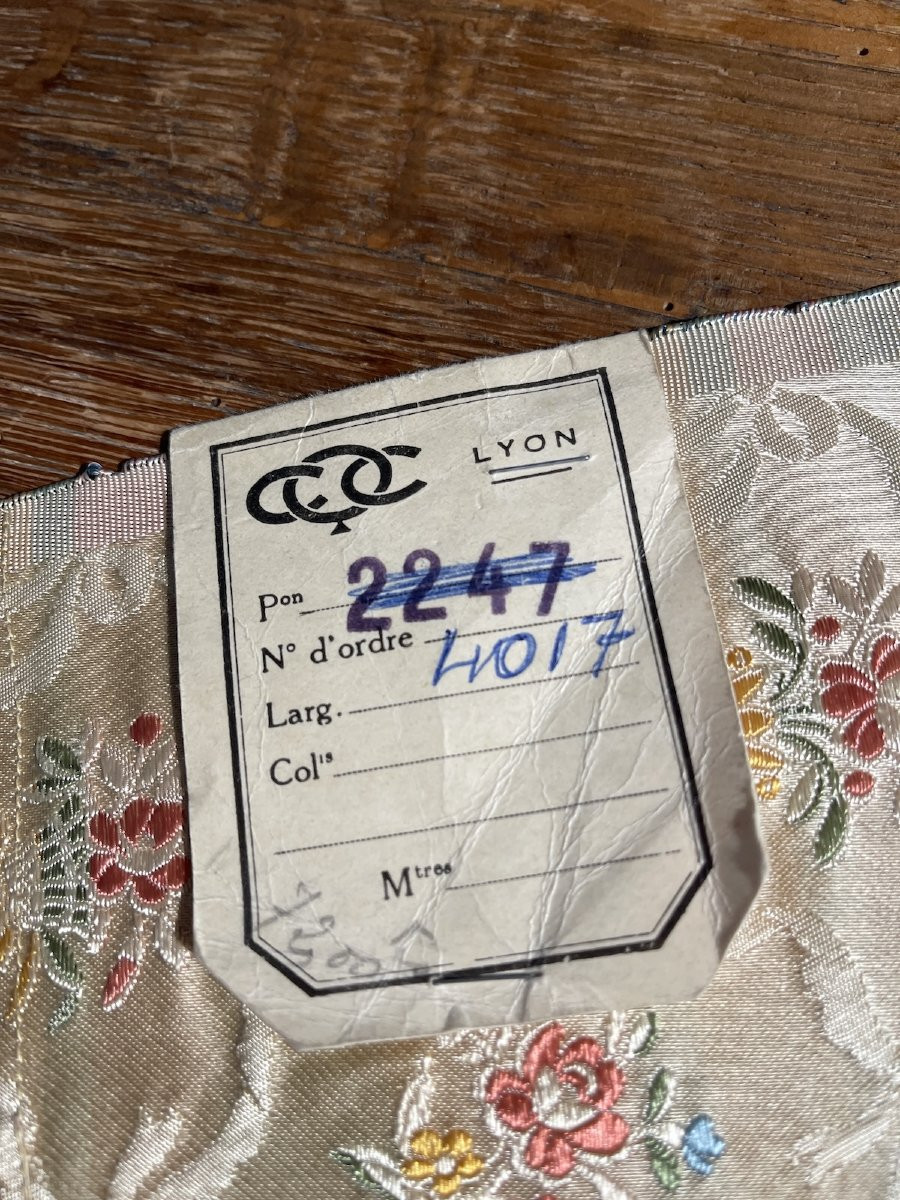 LYON
Pon 2247
N° d'ordre 4017
Larg.
Colis
Mtres